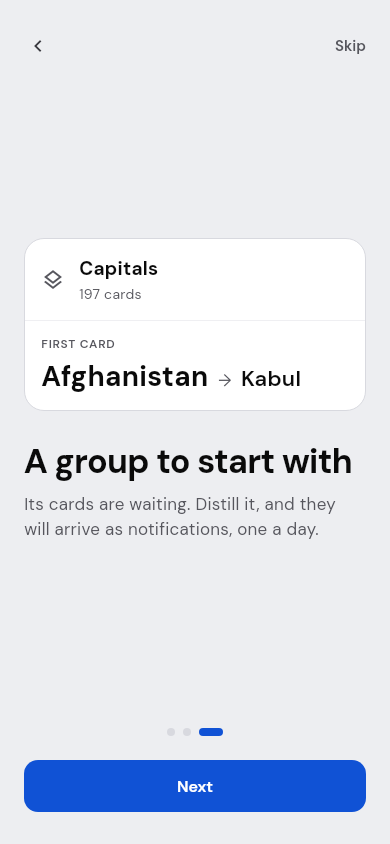 Skip
Capitals
197 cards
FIRST CARD
Afghanistan → Kabul
A group to start with
Its cards are waiting. Distill it, and they
will arrive as notifications, one a day.
Next